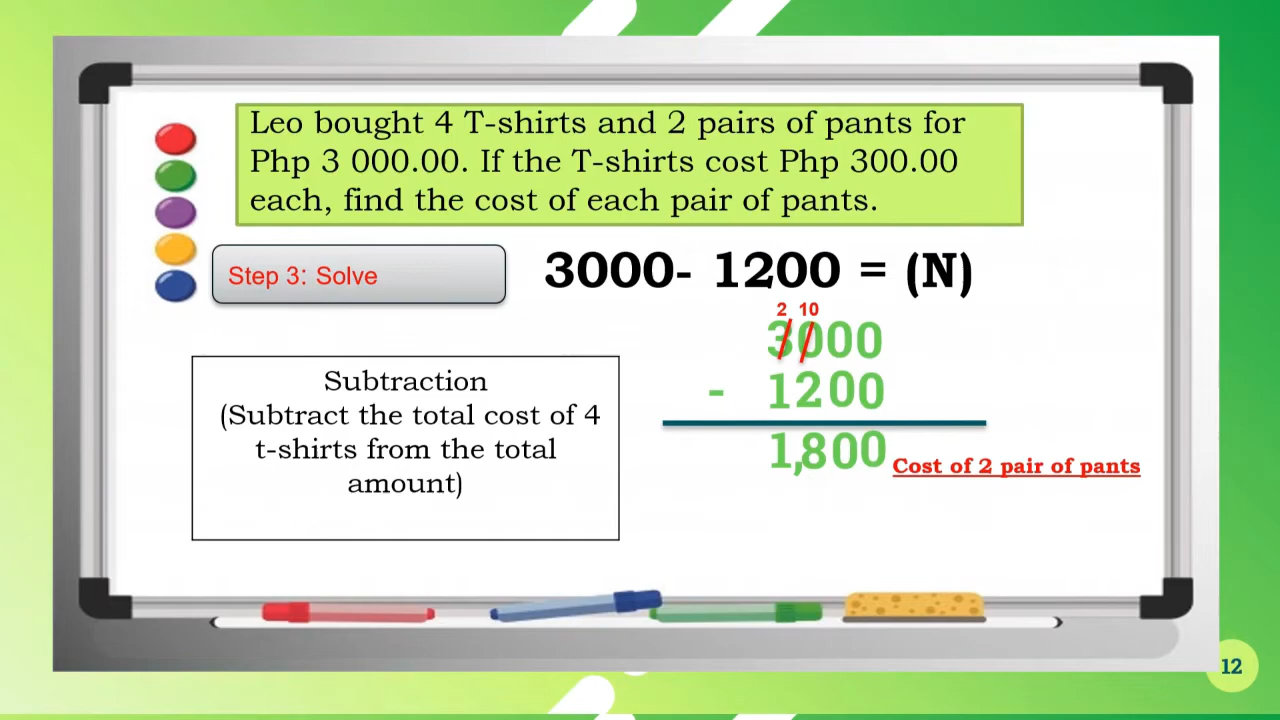 Leo bought 4 T-shirts and 2 pairs of pants for
Php 3 000.00. If the T-shirts cost Php 300.00
each, find the cost of each pair of pants.
Step 3: Solve
3000- 1200 = (N)
2 10
3000
- 1200
1,800
Cost of 2 pair of pants
Subtraction
(Subtract the total cost of 4
t-shirts from the total
amount)
12